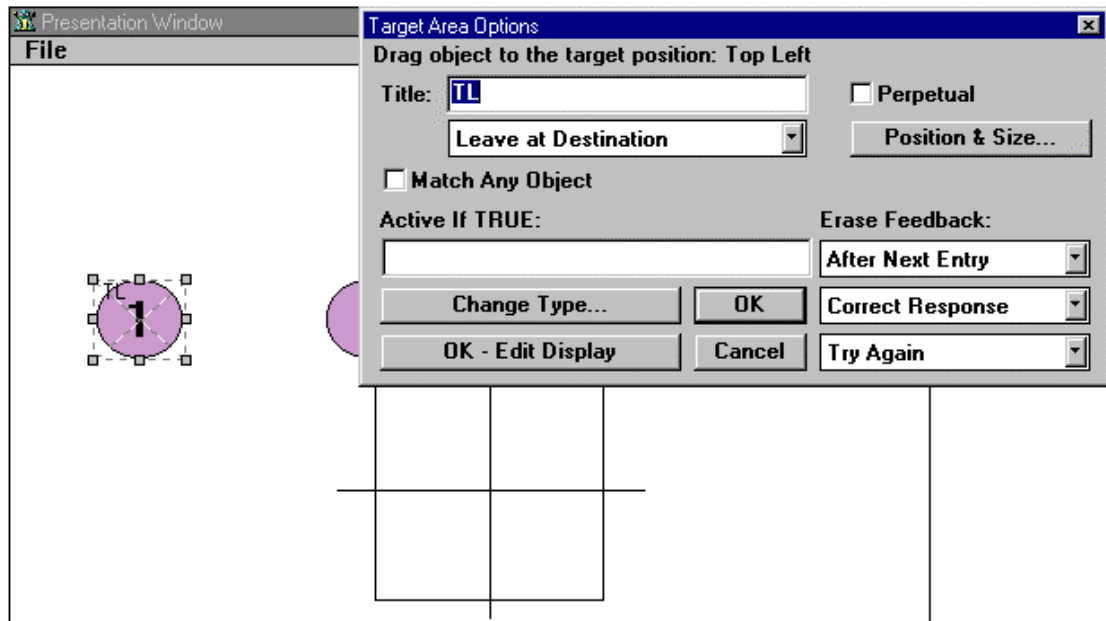 Presentation Window
File
Target Area Options
Drag object to the target position: Top Left
Title: TL
Perpetual
Leave at Destination
Position & Size...
Match Any Object
Active If TRUE:
Erase Feedback:
After Next Entry
Change Type...
OK
Correct Response
OK - Edit Display
Cancel
Try Again
TL
1